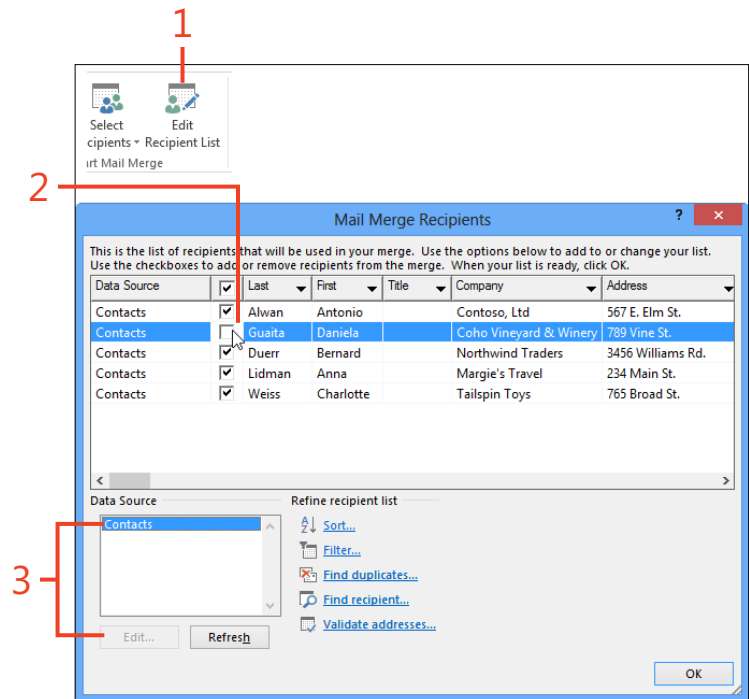 1
Select Edit
cipients Recipient List
art Mail Merge
2
Mail Merge Recipients ? ×
This is the list of recipients that will be used in your merge. Use the options below to add to or change your list.
Use the checkboxes to add or remove recipients from the merge. When your list is ready, click OK.
Data Source Last First Title Company Address
Contacts Alwan Antonio Contoso, Ltd 567 E. Elm St.
Contacts Guaita Daniela Coho Vineyard & Winery 789 Vine St.
Contacts Duerr Bernard Northwind Traders 3456 Williams Rd.
Contacts Lidman Anna Margie's Travel 234 Main St.
Contacts Weiss Charlotte Tailspin Toys 765 Broad St.
Data Source Refine recipient list
Contacts
A Z Sort...
Filter...
Find duplicates...
3
Find recipient...
Validate addresses...
Edit... Refresh
OK